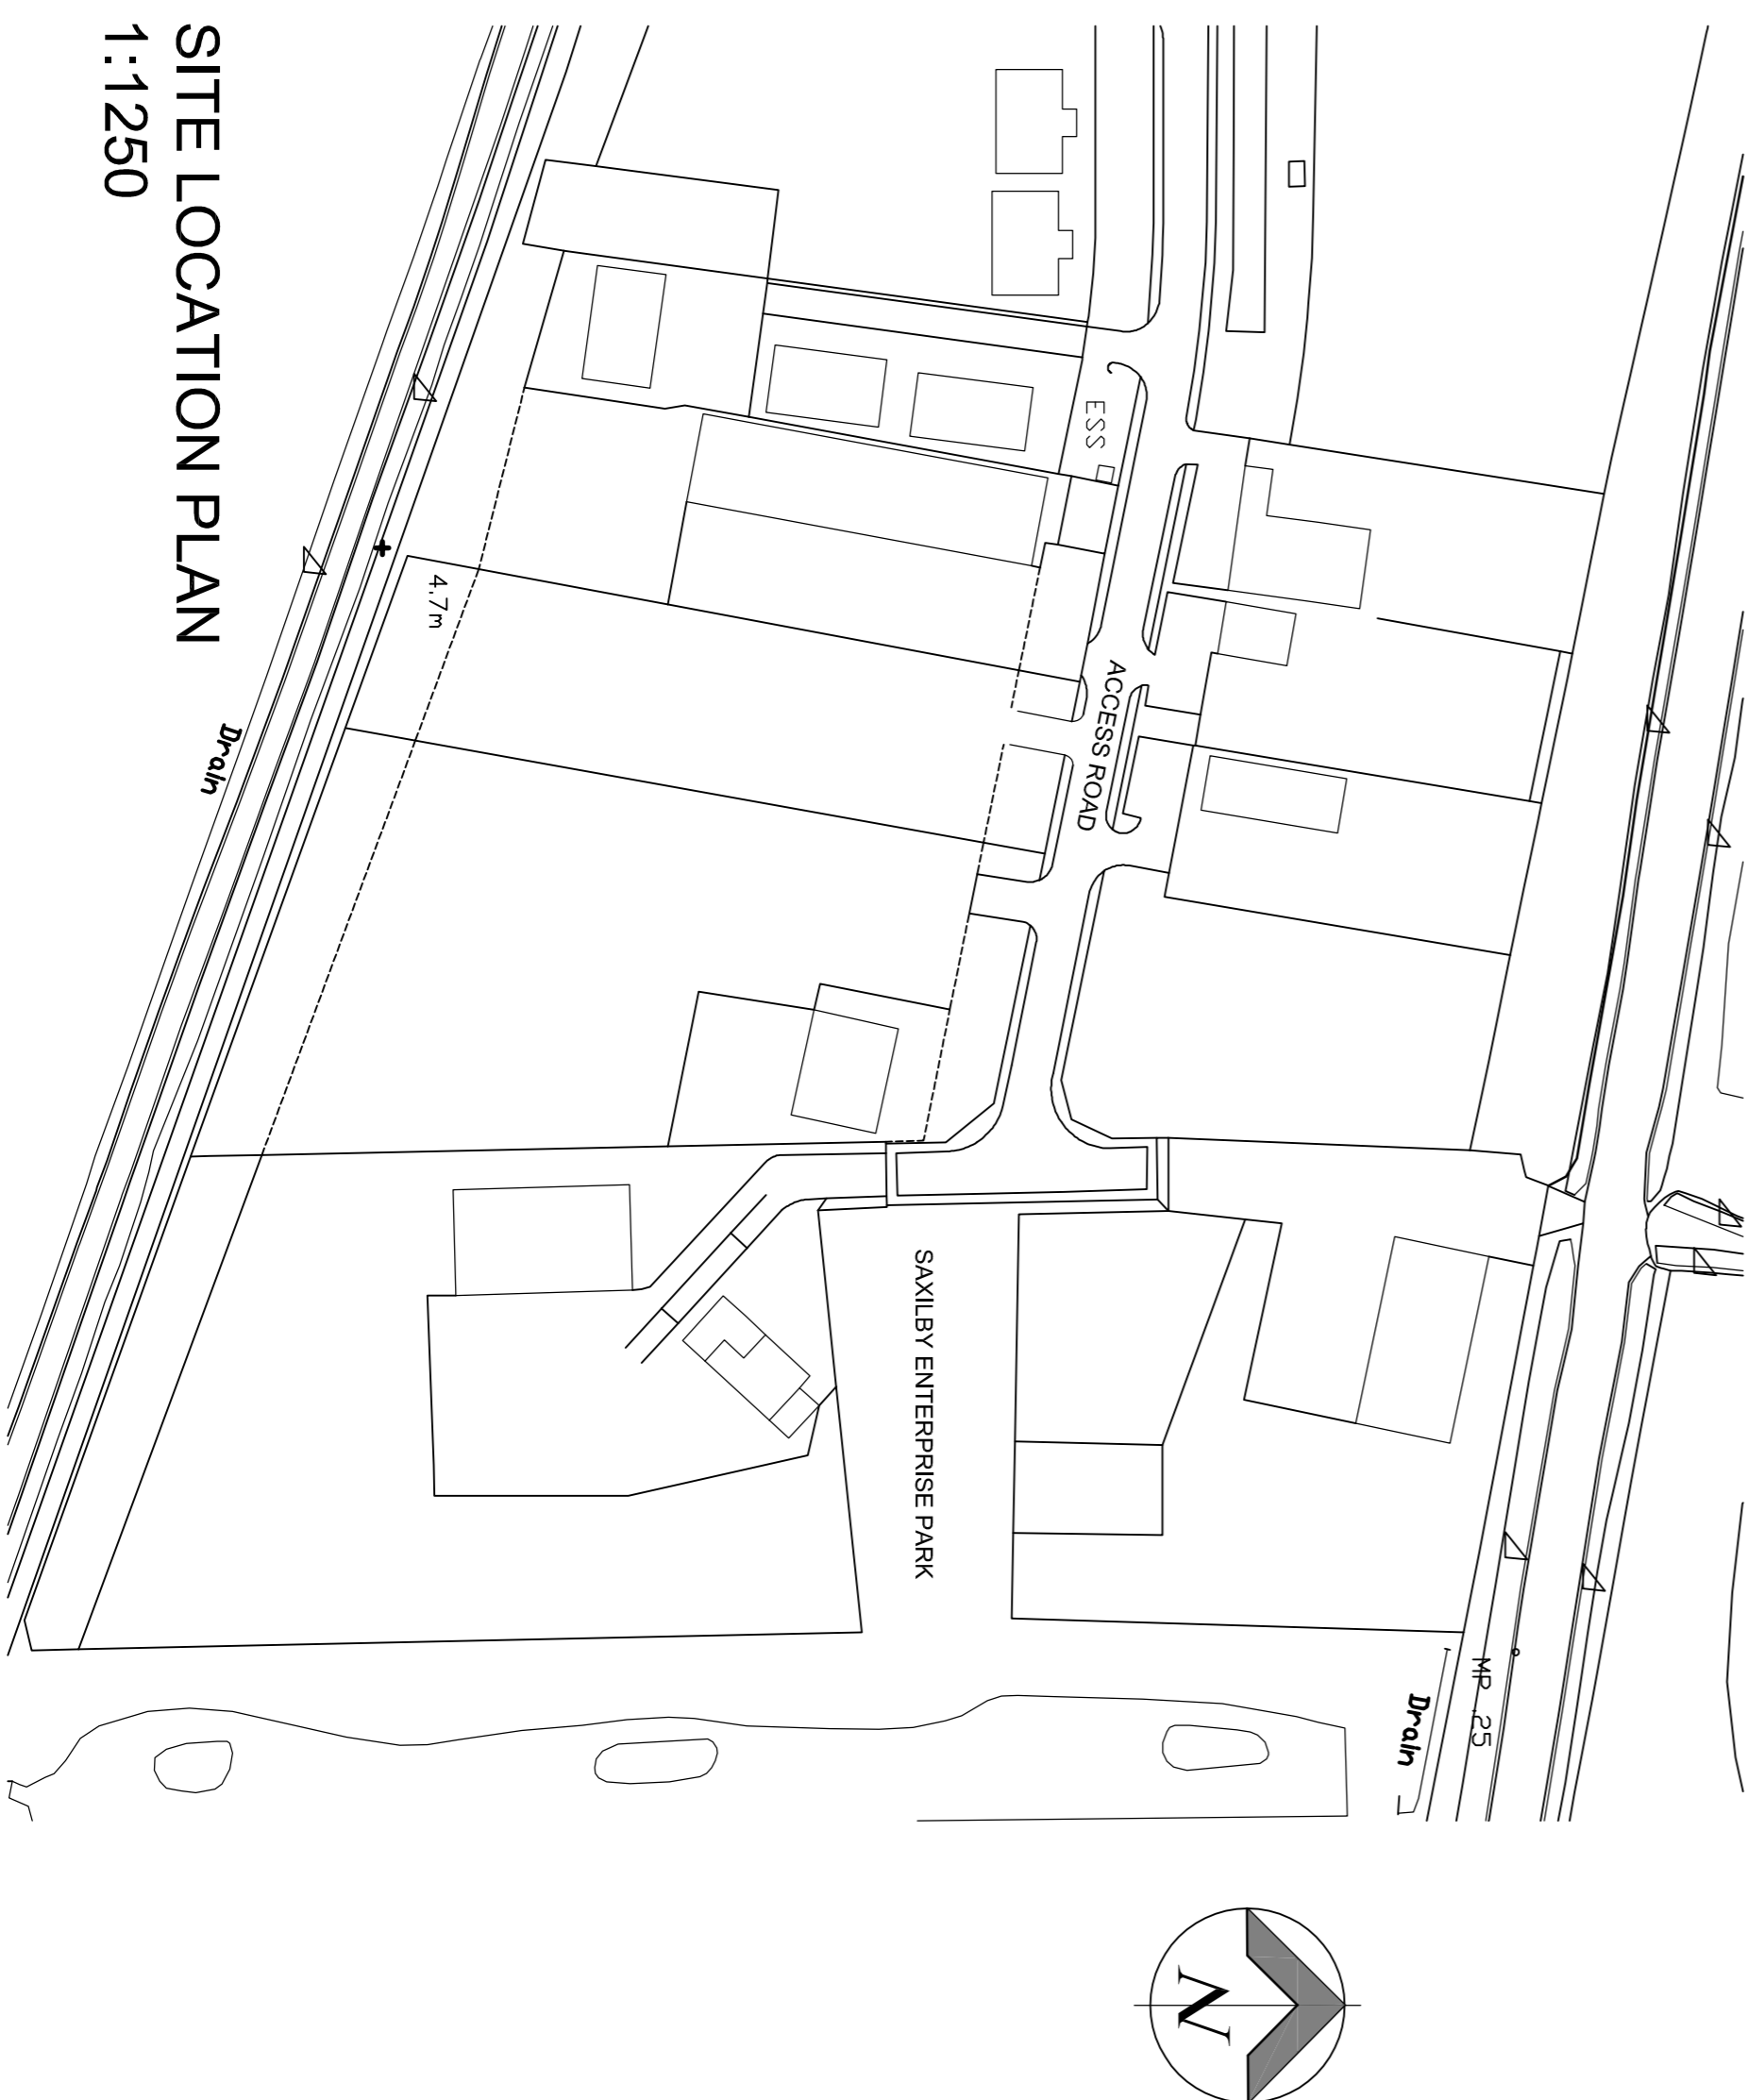 MP .25
Drain
ACCESS ROAD
ESS
SAXILBY ENTERPRISE PARK
4.7m
Drain
SITE LOCATION PLAN
1:1250
N